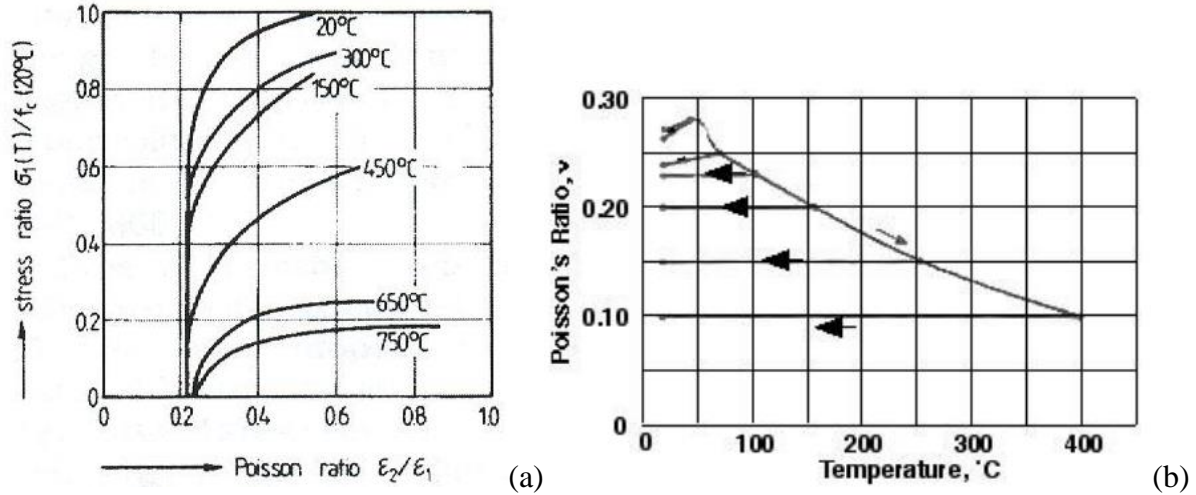 stress ratio σ₁(T)/f_c(20°C)
1.0
0.8
0.6
0.4
0.2
0
20°C
300°C
150°C
450°C
650°C
750°C
0
0.2
0.4
0.6
0.8
1.0
Poisson ratio ε₂/ε₁
(a)
Poisson's Ratio, ν
0.30
0.20
0.10
0
0
100
200
300
400
Temperature, °C
(b)